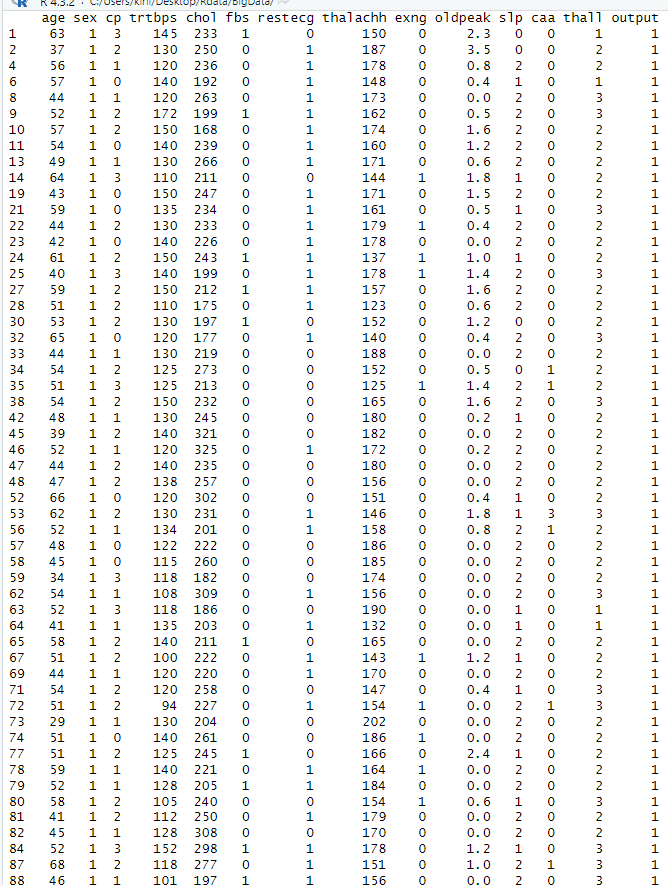 R 4.3.2 · C:/Users/kiril/Desktop/Rdata/BigData/
age sex cp trtbps chol fbs restecg thalachh exng oldpeak slp caa thall output
1 63 1 3 145 233 1 0 150 0 2.3 0 0 1 1
2 37 1 2 130 250 0 1 187 0 3.5 0 0 2 1
4 56 1 1 120 236 0 1 178 0 0.8 2 0 2 1
6 57 1 0 140 192 0 1 148 0 0.4 1 0 1 1
8 44 1 1 120 263 0 1 173 0 0.0 2 0 3 1
9 52 1 2 172 199 1 1 162 0 0.5 2 0 3 1
10 57 1 2 150 168 0 1 174 0 1.6 2 0 2 1
11 54 1 0 140 239 0 1 160 0 1.2 2 0 2 1
13 49 1 1 130 266 0 1 171 0 0.6 2 0 2 1
14 64 1 3 110 211 0 0 144 1 1.8 1 0 2 1
19 43 1 0 150 247 0 1 171 0 1.5 2 0 2 1
21 59 1 0 135 234 0 1 161 0 0.5 1 0 3 1
22 44 1 2 130 233 0 1 179 1 0.4 2 0 2 1
23 42 1 0 140 226 0 1 178 0 0.0 2 0 2 1
24 61 1 2 150 243 1 1 137 1 1.0 1 0 2 1
25 40 1 3 140 199 0 1 178 1 1.4 2 0 3 1
27 59 1 2 150 212 1 1 157 0 1.6 2 0 2 1
28 51 1 2 110 175 0 1 123 0 0.6 2 0 2 1
30 53 1 2 130 197 1 0 152 0 1.2 0 0 2 1
32 65 1 0 120 177 0 1 140 0 0.4 2 0 3 1
33 44 1 1 130 219 0 0 188 0 0.0 2 0 2 1
34 54 1 2 125 273 0 0 152 0 0.5 0 1 2 1
35 51 1 3 125 213 0 0 125 1 1.4 2 1 2 1
38 54 1 2 150 232 0 0 165 0 1.6 2 0 3 1
42 48 1 1 130 245 0 0 180 0 0.2 1 0 2 1
45 39 1 2 140 321 0 0 182 0 0.0 2 0 2 1
46 52 1 1 120 325 0 1 172 0 0.2 2 0 2 1
47 44 1 2 140 235 0 0 180 0 0.0 2 0 2 1
48 47 1 2 138 257 0 0 156 0 0.0 2 0 2 1
52 66 1 0 120 302 0 0 151 0 0.4 1 0 2 1
53 62 1 2 130 231 0 1 146 0 1.8 1 3 3 1
56 52 1 1 134 201 0 1 158 0 0.8 2 1 2 1
57 48 1 0 122 222 0 0 186 0 0.0 2 0 2 1
58 45 1 0 115 260 0 0 185 0 0.0 2 0 2 1
59 34 1 3 118 182 0 0 174 0 0.0 2 0 2 1
62 54 1 1 108 309 0 1 156 0 0.0 2 0 3 1
63 52 1 3 118 186 0 0 190 0 0.0 1 0 1 1
64 41 1 1 135 203 0 1 132 0 0.0 1 0 1 1
65 58 1 2 140 211 1 0 165 0 0.0 2 0 2 1
67 51 1 2 100 222 0 1 143 1 1.2 1 0 2 1
69 44 1 1 120 220 0 1 170 0 0.0 2 0 2 1
71 54 1 2 120 258 0 0 147 0 0.4 1 0 3 1
72 51 1 2 94 227 0 1 154 1 0.0 2 1 3 1
73 29 1 1 130 204 0 0 202 0 0.0 2 0 2 1
74 51 1 0 140 261 0 0 186 1 0.0 2 0 2 1
77 51 1 2 125 245 1 0 166 0 2.4 1 0 2 1
78 59 1 1 140 221 0 1 164 1 0.0 2 0 2 1
79 52 1 1 128 205 1 1 184 0 0.0 2 0 2 1
80 58 1 2 105 240 0 0 154 1 0.6 1 0 3 1
81 41 1 2 112 250 0 1 179 0 0.0 2 0 2 1
82 45 1 1 128 308 0 0 170 0 0.0 2 0 2 1
84 52 1 3 152 298 1 1 178 0 1.2 1 0 3 1
87 68 1 2 118 277 0 1 151 0 1.0 2 1 3 1
88 46 1 1 101 197 1 1 156 0 0.0 2 0 3 1